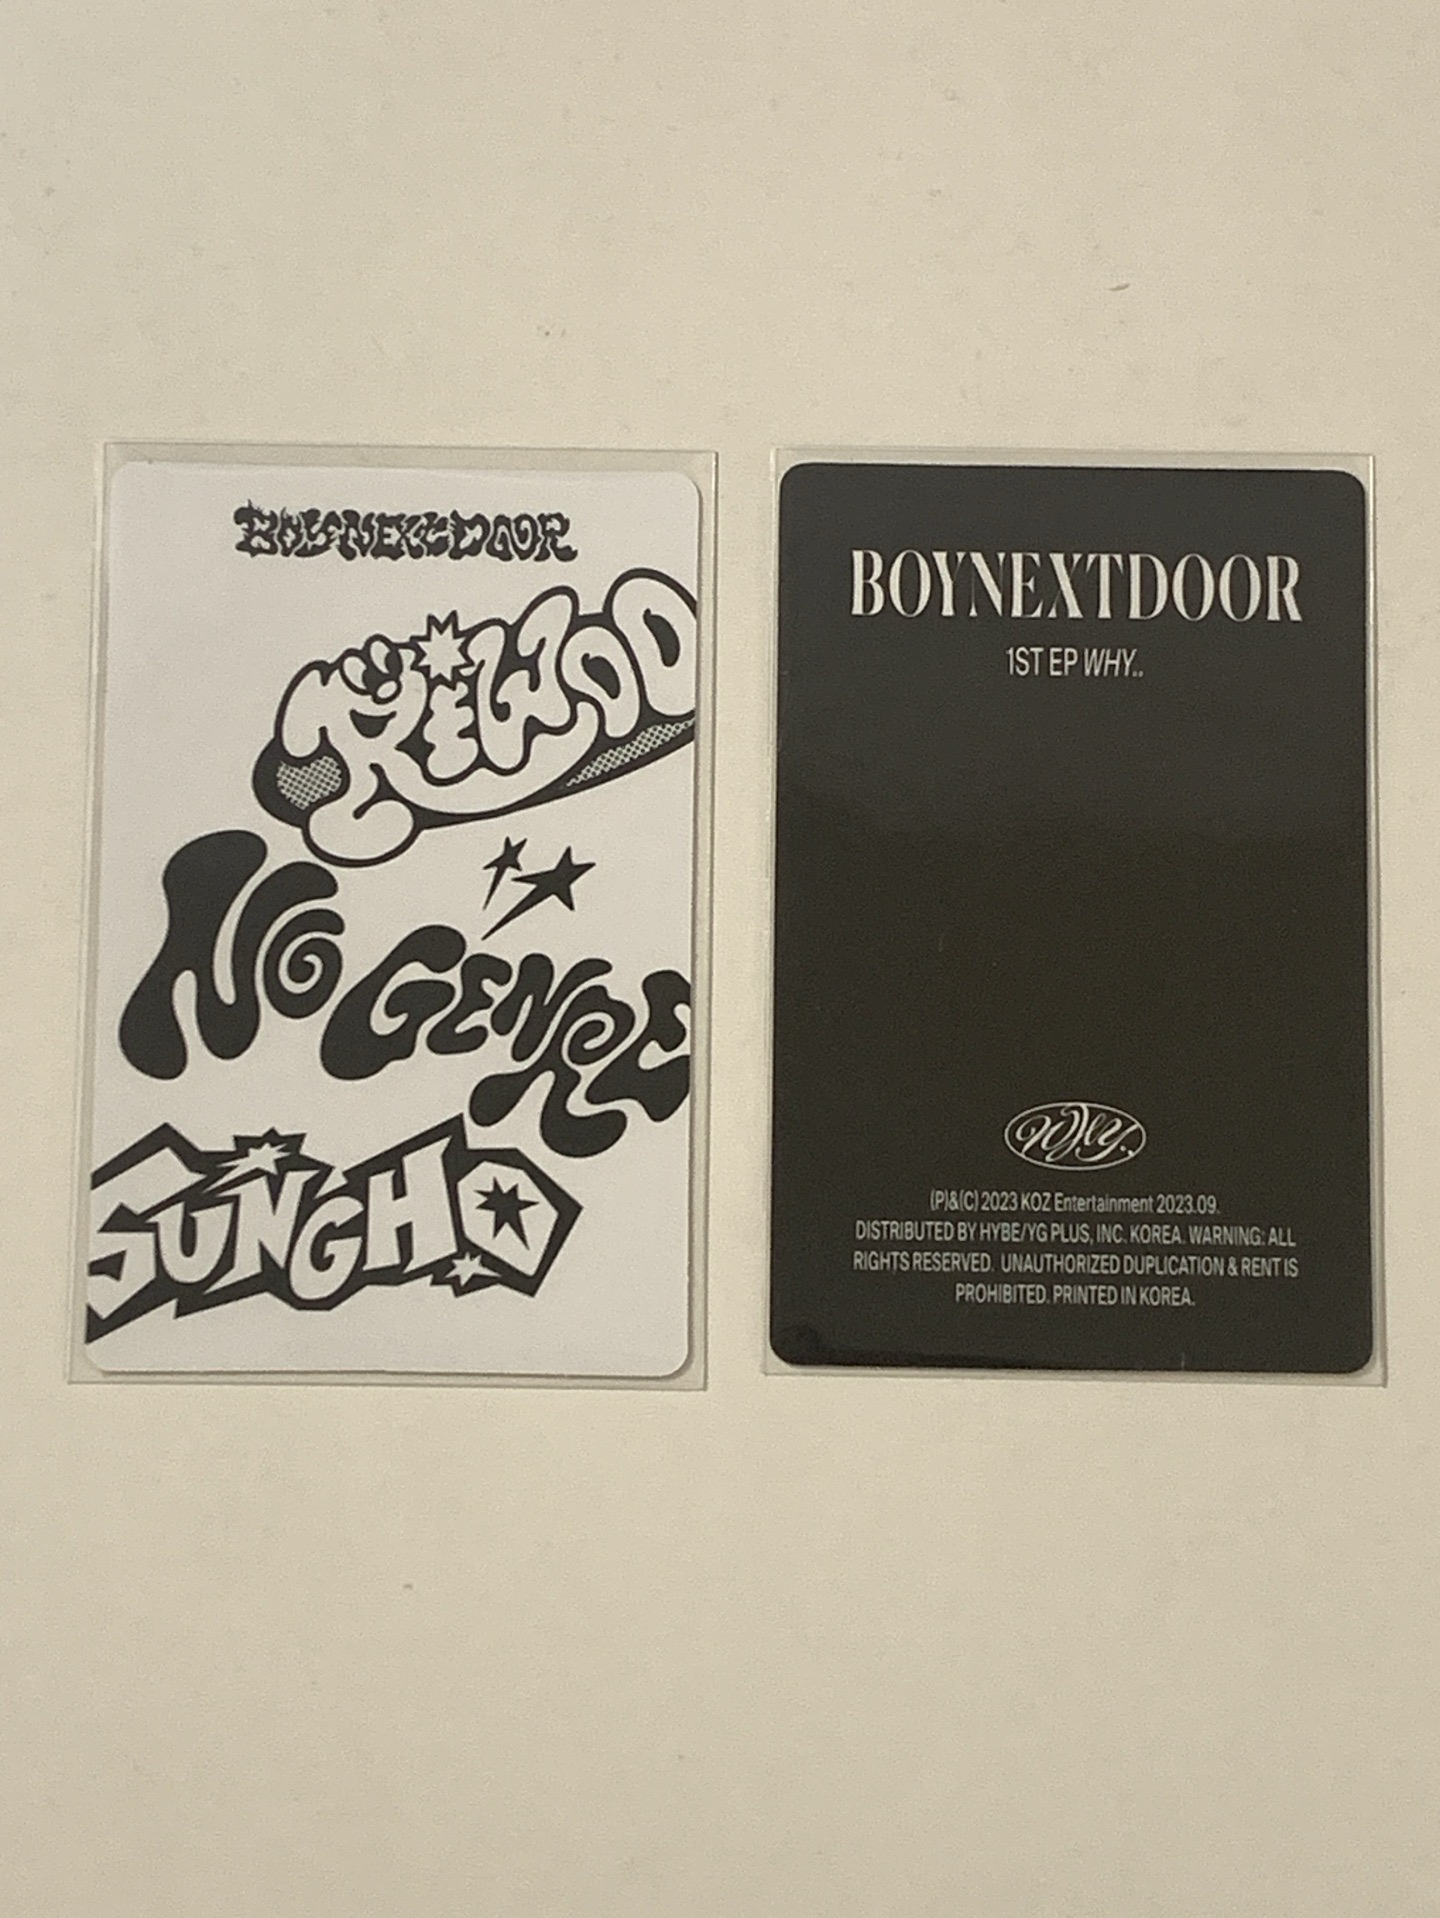 BOYNEXTDOOR
RIWOO
NO GENRE
SUNGHO
BOYNEXTDOOR
1ST EP WHY..
WHY..
(P)&(C) 2023 KOZ Entertainment 2023.09.
DISTRIBUTED BY HYBE/YG PLUS, INC. KOREA. WARNING: ALL
RIGHTS RESERVED. UNAUTHORIZED DUPLICATION & RENT IS
PROHIBITED. PRINTED IN KOREA.